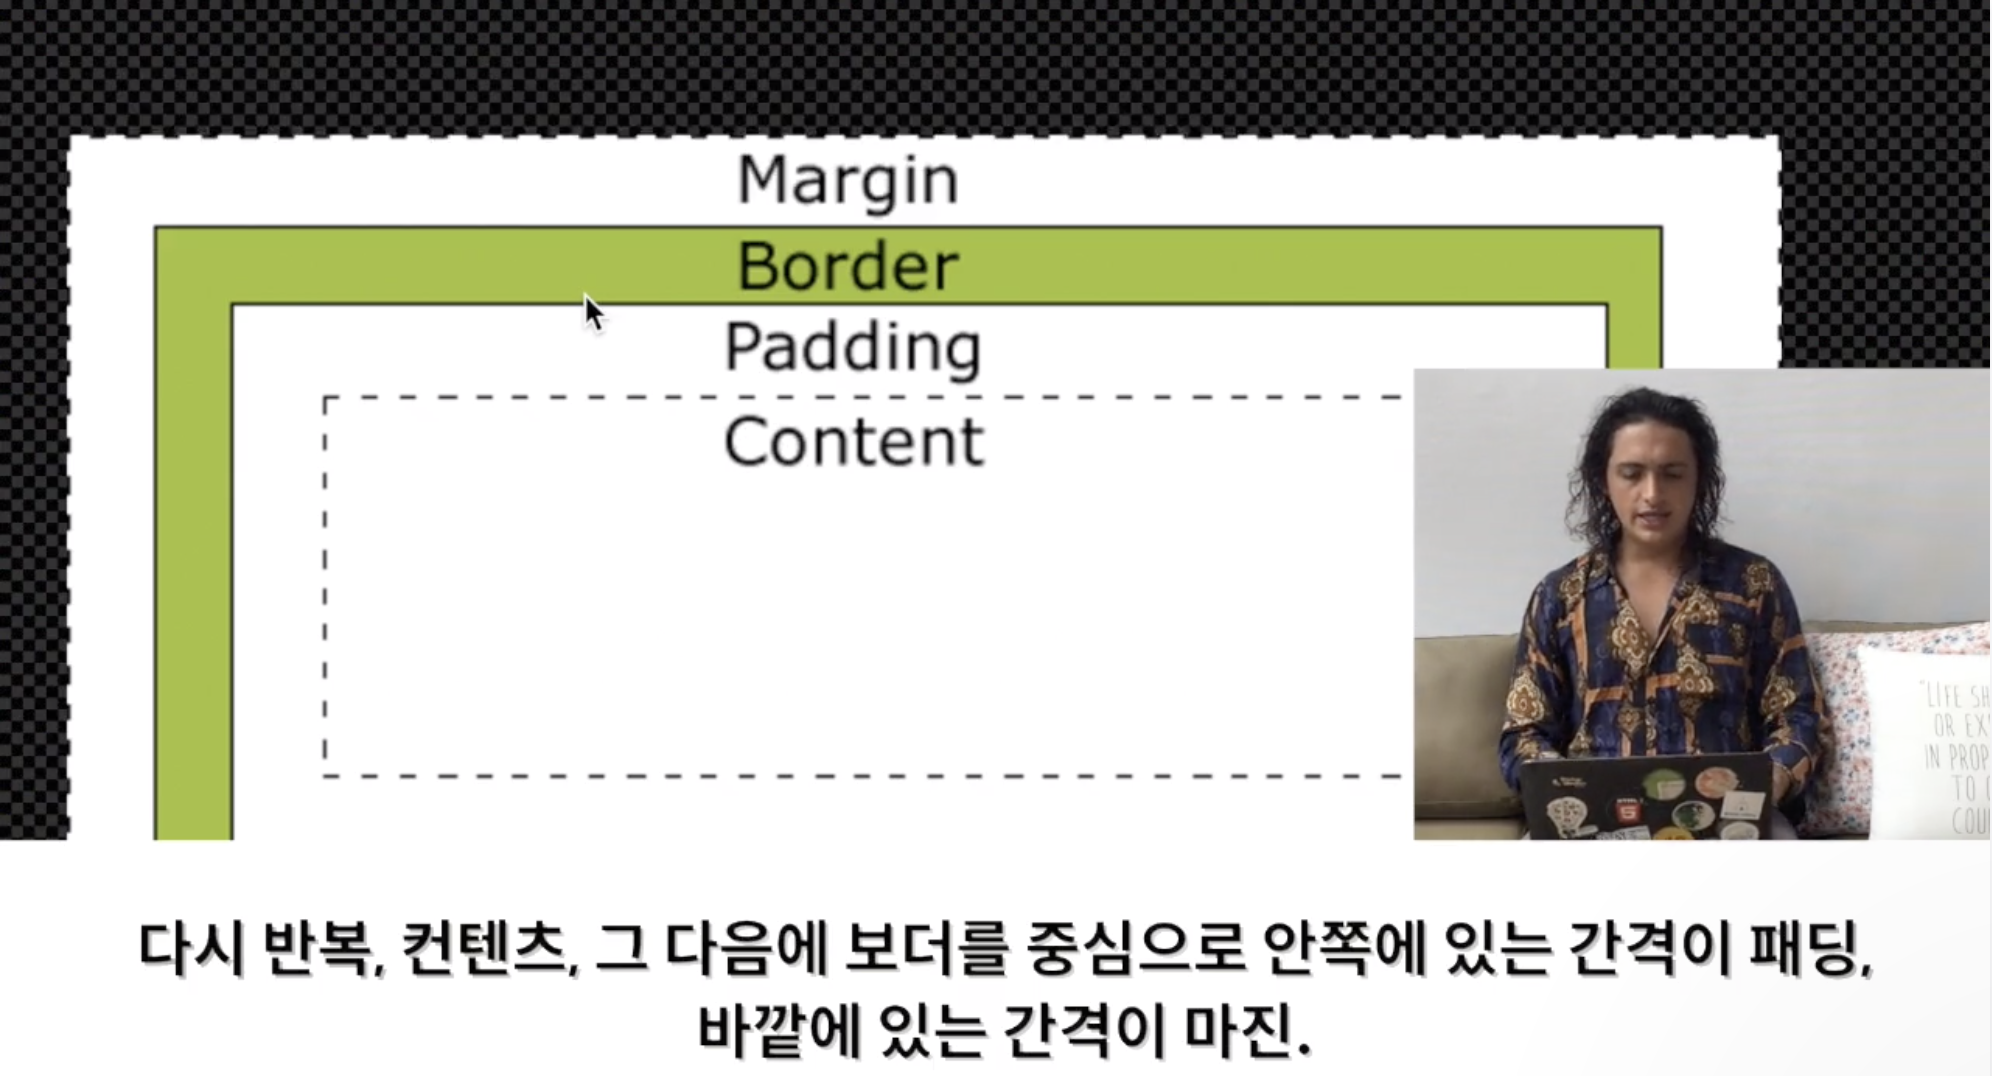 Margin
Border
Padding
Content
"LIFE SH
OR EX
IN PROP
TO
COU
다시 반복, 컨텐츠, 그 다음에 보더를 중심으로 안쪽에 있는 간격이 패딩,
바깥에 있는 간격이 마진.